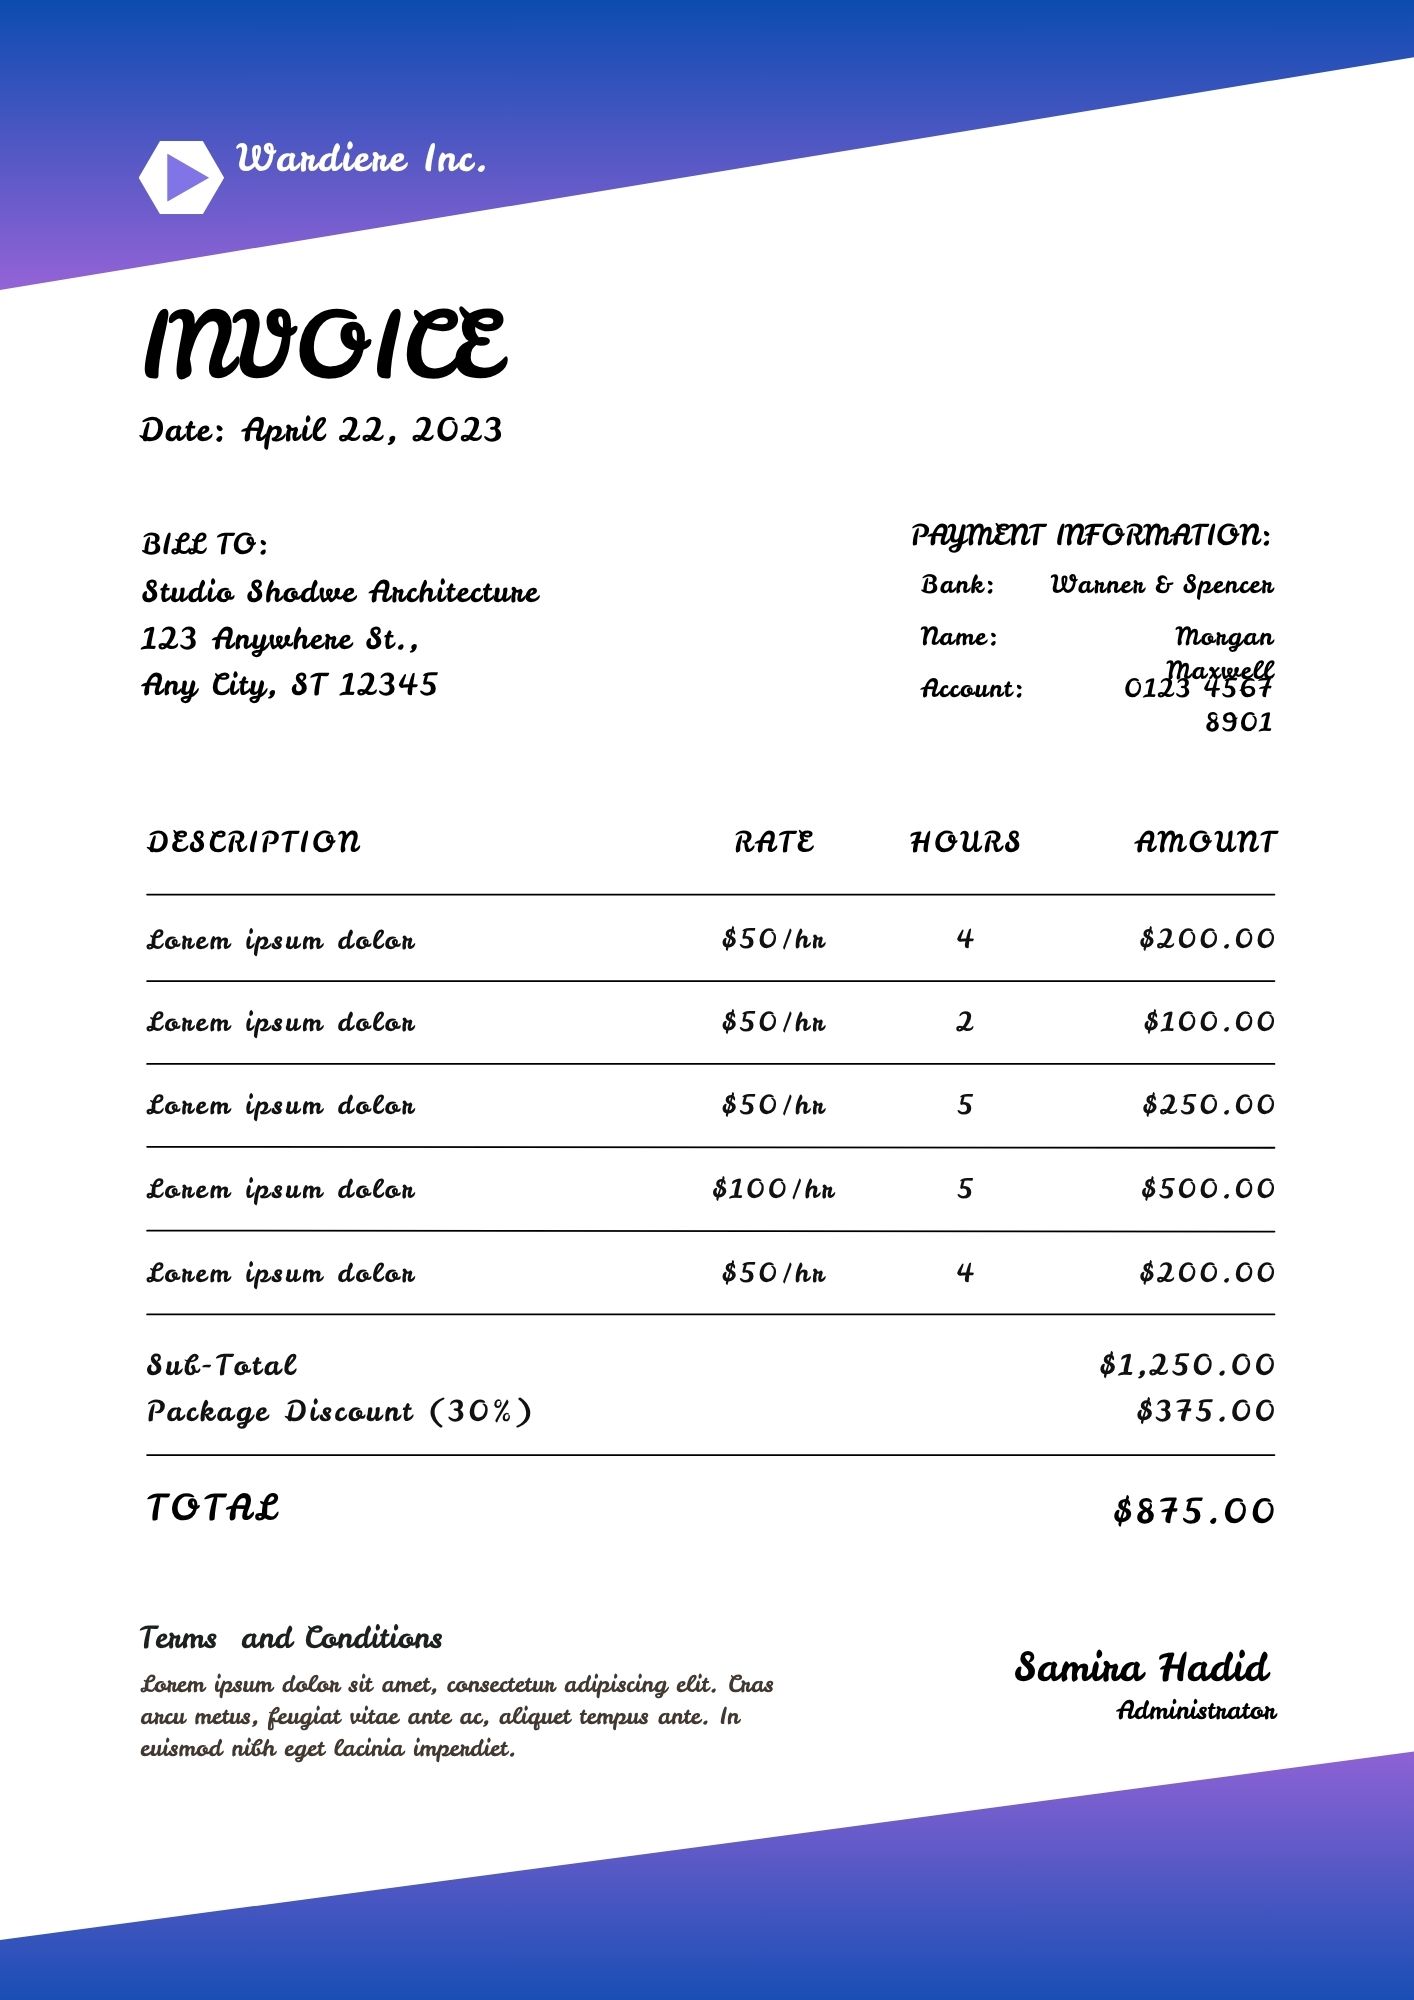 Wardiere Inc.
INVOICE
Date: April 22, 2023
BILL TO:
Studio Shodwe Architecture
123 Anywhere St.,
Any City, ST 12345
PAYMENT INFORMATION:
Bank: Warner & Spencer
Name: Morgan
Maxwell
Account: 0123 4567
8901
DESCRIPTION RATE HOURS AMOUNT
Lorem ipsum dolor $50/hr 4 $200.00
Lorem ipsum dolor $50/hr 2 $100.00
Lorem ipsum dolor $50/hr 5 $250.00
Lorem ipsum dolor $100/hr 5 $500.00
Lorem ipsum dolor $50/hr 4 $200.00
Sub-Total $1,250.00
Package Discount (30%) $375.00
TOTAL $875.00
Terms and Conditions
Lorem ipsum dolor sit amet, consectetur adipiscing elit. Cras
arcu metus, feugiat vitae ante ac, aliquet tempus ante. In
euismod nibh eget lacinia imperdiet.
Samira Hadid
Administrator